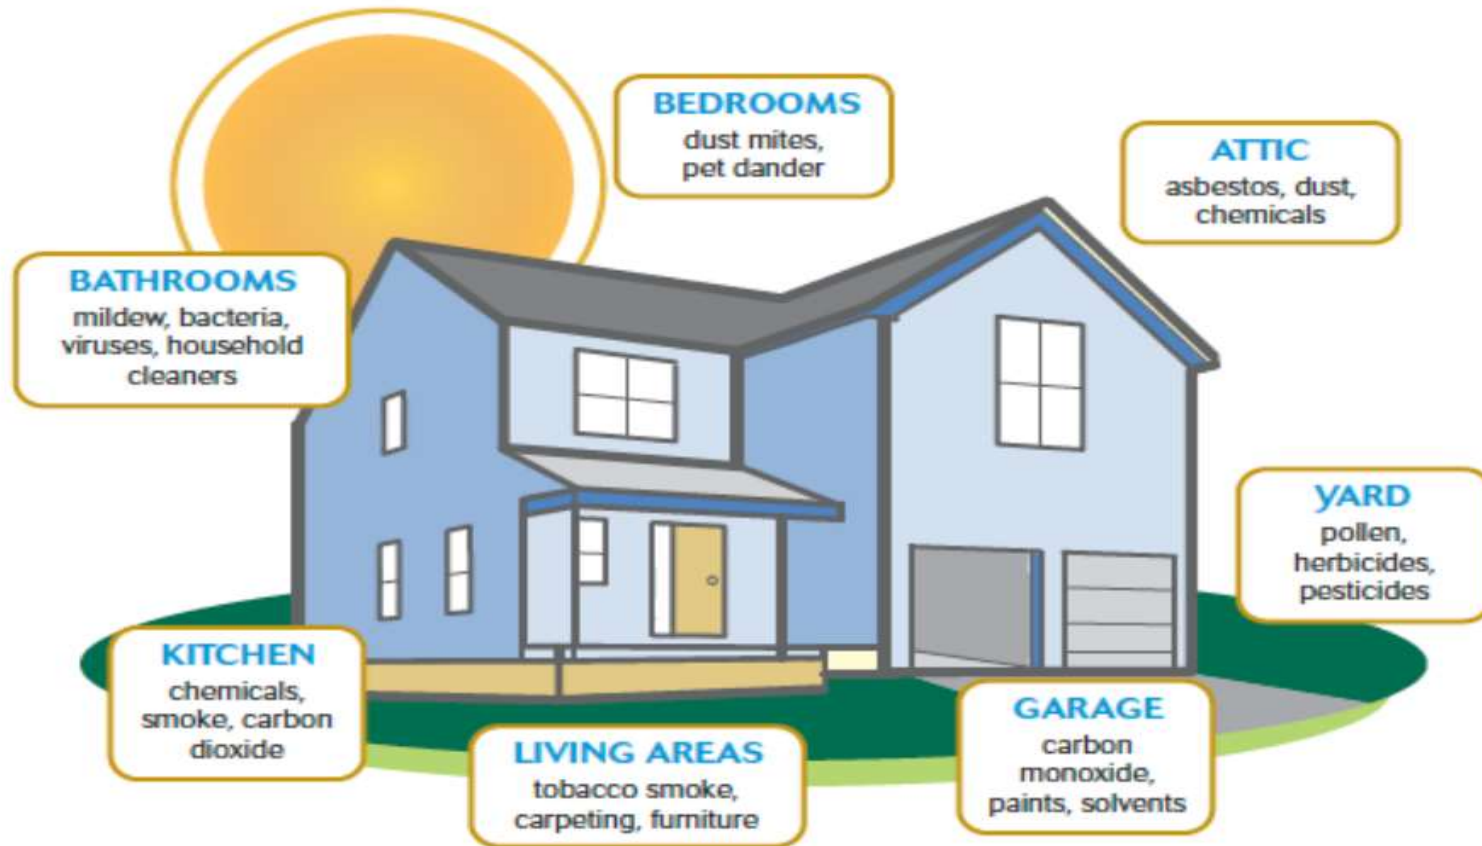 BEDROOMS
dust mites,
pet dander
ATTIC
asbestos, dust,
chemicals
BATHROOMS
mildew, bacteria,
viruses, household
cleaners
YARD
pollen,
herbicides,
pesticides
KITCHEN
chemicals,
smoke, carbon
dioxide
LIVING AREAS
tobacco smoke,
carpeting, furniture
GARAGE
carbon
monoxide,
paints, solvents